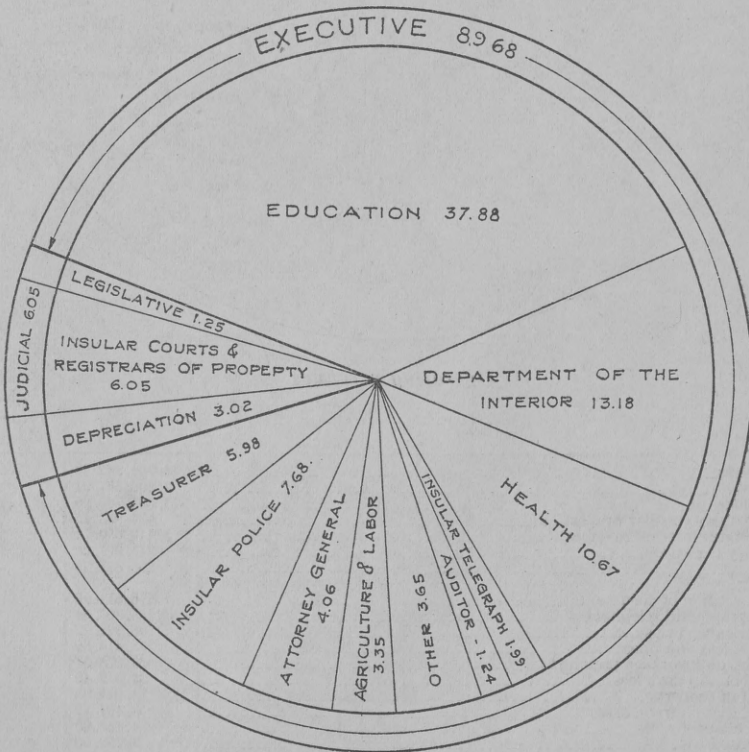 EXECUTIVE 89 68
EDUCATION 37.88
LEGISLATIVE 1.25
JUDICIAL 6.05
INSULAR COURTS &
REGISTRARS OF PROPEPTY
6.05
DEPRECIATION 3.02
DEPARTMENT OF THE
INTERIOR 13.18
TREASURER 5.98
INSULAR POLICE 7.68.
ATTORNEY GENERAL
4.06
AGRICULTURE & LABOR
3.35
OTHER 3.65
AUDITOR - 1.24
INSULAR TELEGRAPH 1.99
HEALTH 10.67